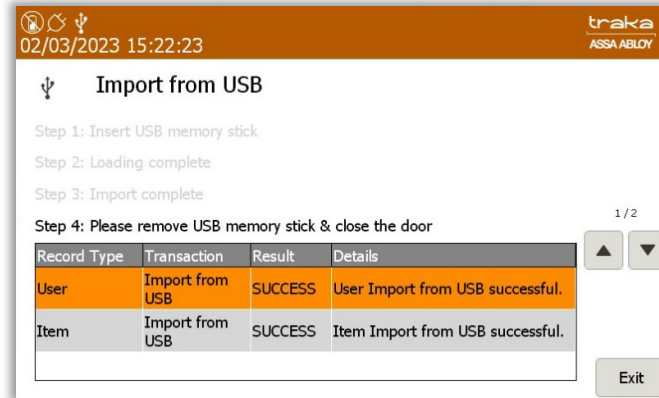 traka
02/03/2023 15:22:23
ASSA ABLOY
Import from USB
Step 1: Insert USB memory stick
Step 2: Loading complete
Step 3: Import complete
1/2
Step 4: Please remove USB memory stick & close the door
Record Type Transaction Result Details
User Import from USB SUCCESS User Import from USB successful.
Item Import from USB SUCCESS Item Import from USB successful.
Exit